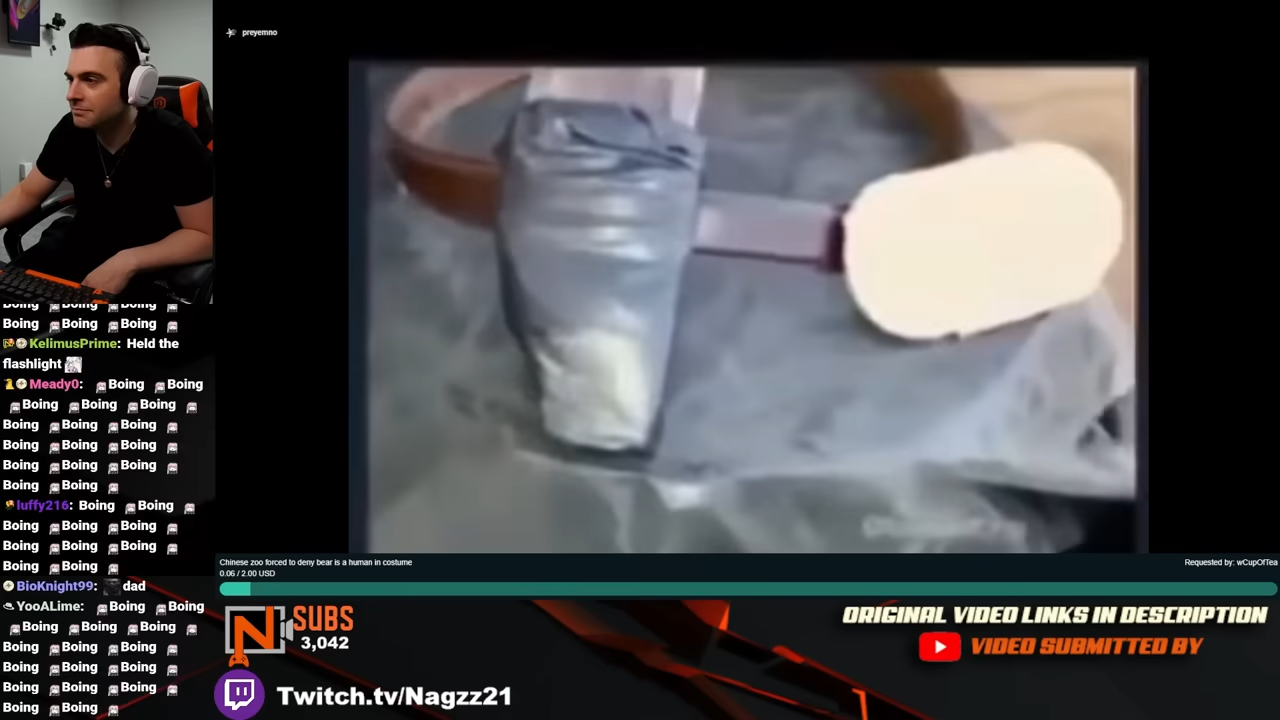 preyemno
Boing Boing Boing
Boing Boing Boing
KelimusPrime: Held the
flashlight
Meady0: Boing Boing
Boing Boing Boing
Boing Boing Boing
Boing Boing Boing
Boing Boing Boing
Boing Boing
luffy216: Boing Boing
Boing Boing Boing
Boing Boing Boing
Boing Boing
BioKnight99: dad
YooALime: Boing Boing
Boing Boing Boing
Boing Boing Boing
Boing Boing Boing
Boing Boing Boing
Boing Boing
Chinese zoo forced to deny bear is a human in costume
Requested by: wCupOfTea
0.06 / 2.00 USD
SUBS
3,042
ORIGINAL VIDEO LINKS IN DESCRIPTION
VIDEO SUBMITTED BY
Twitch.tv/Nagzz21